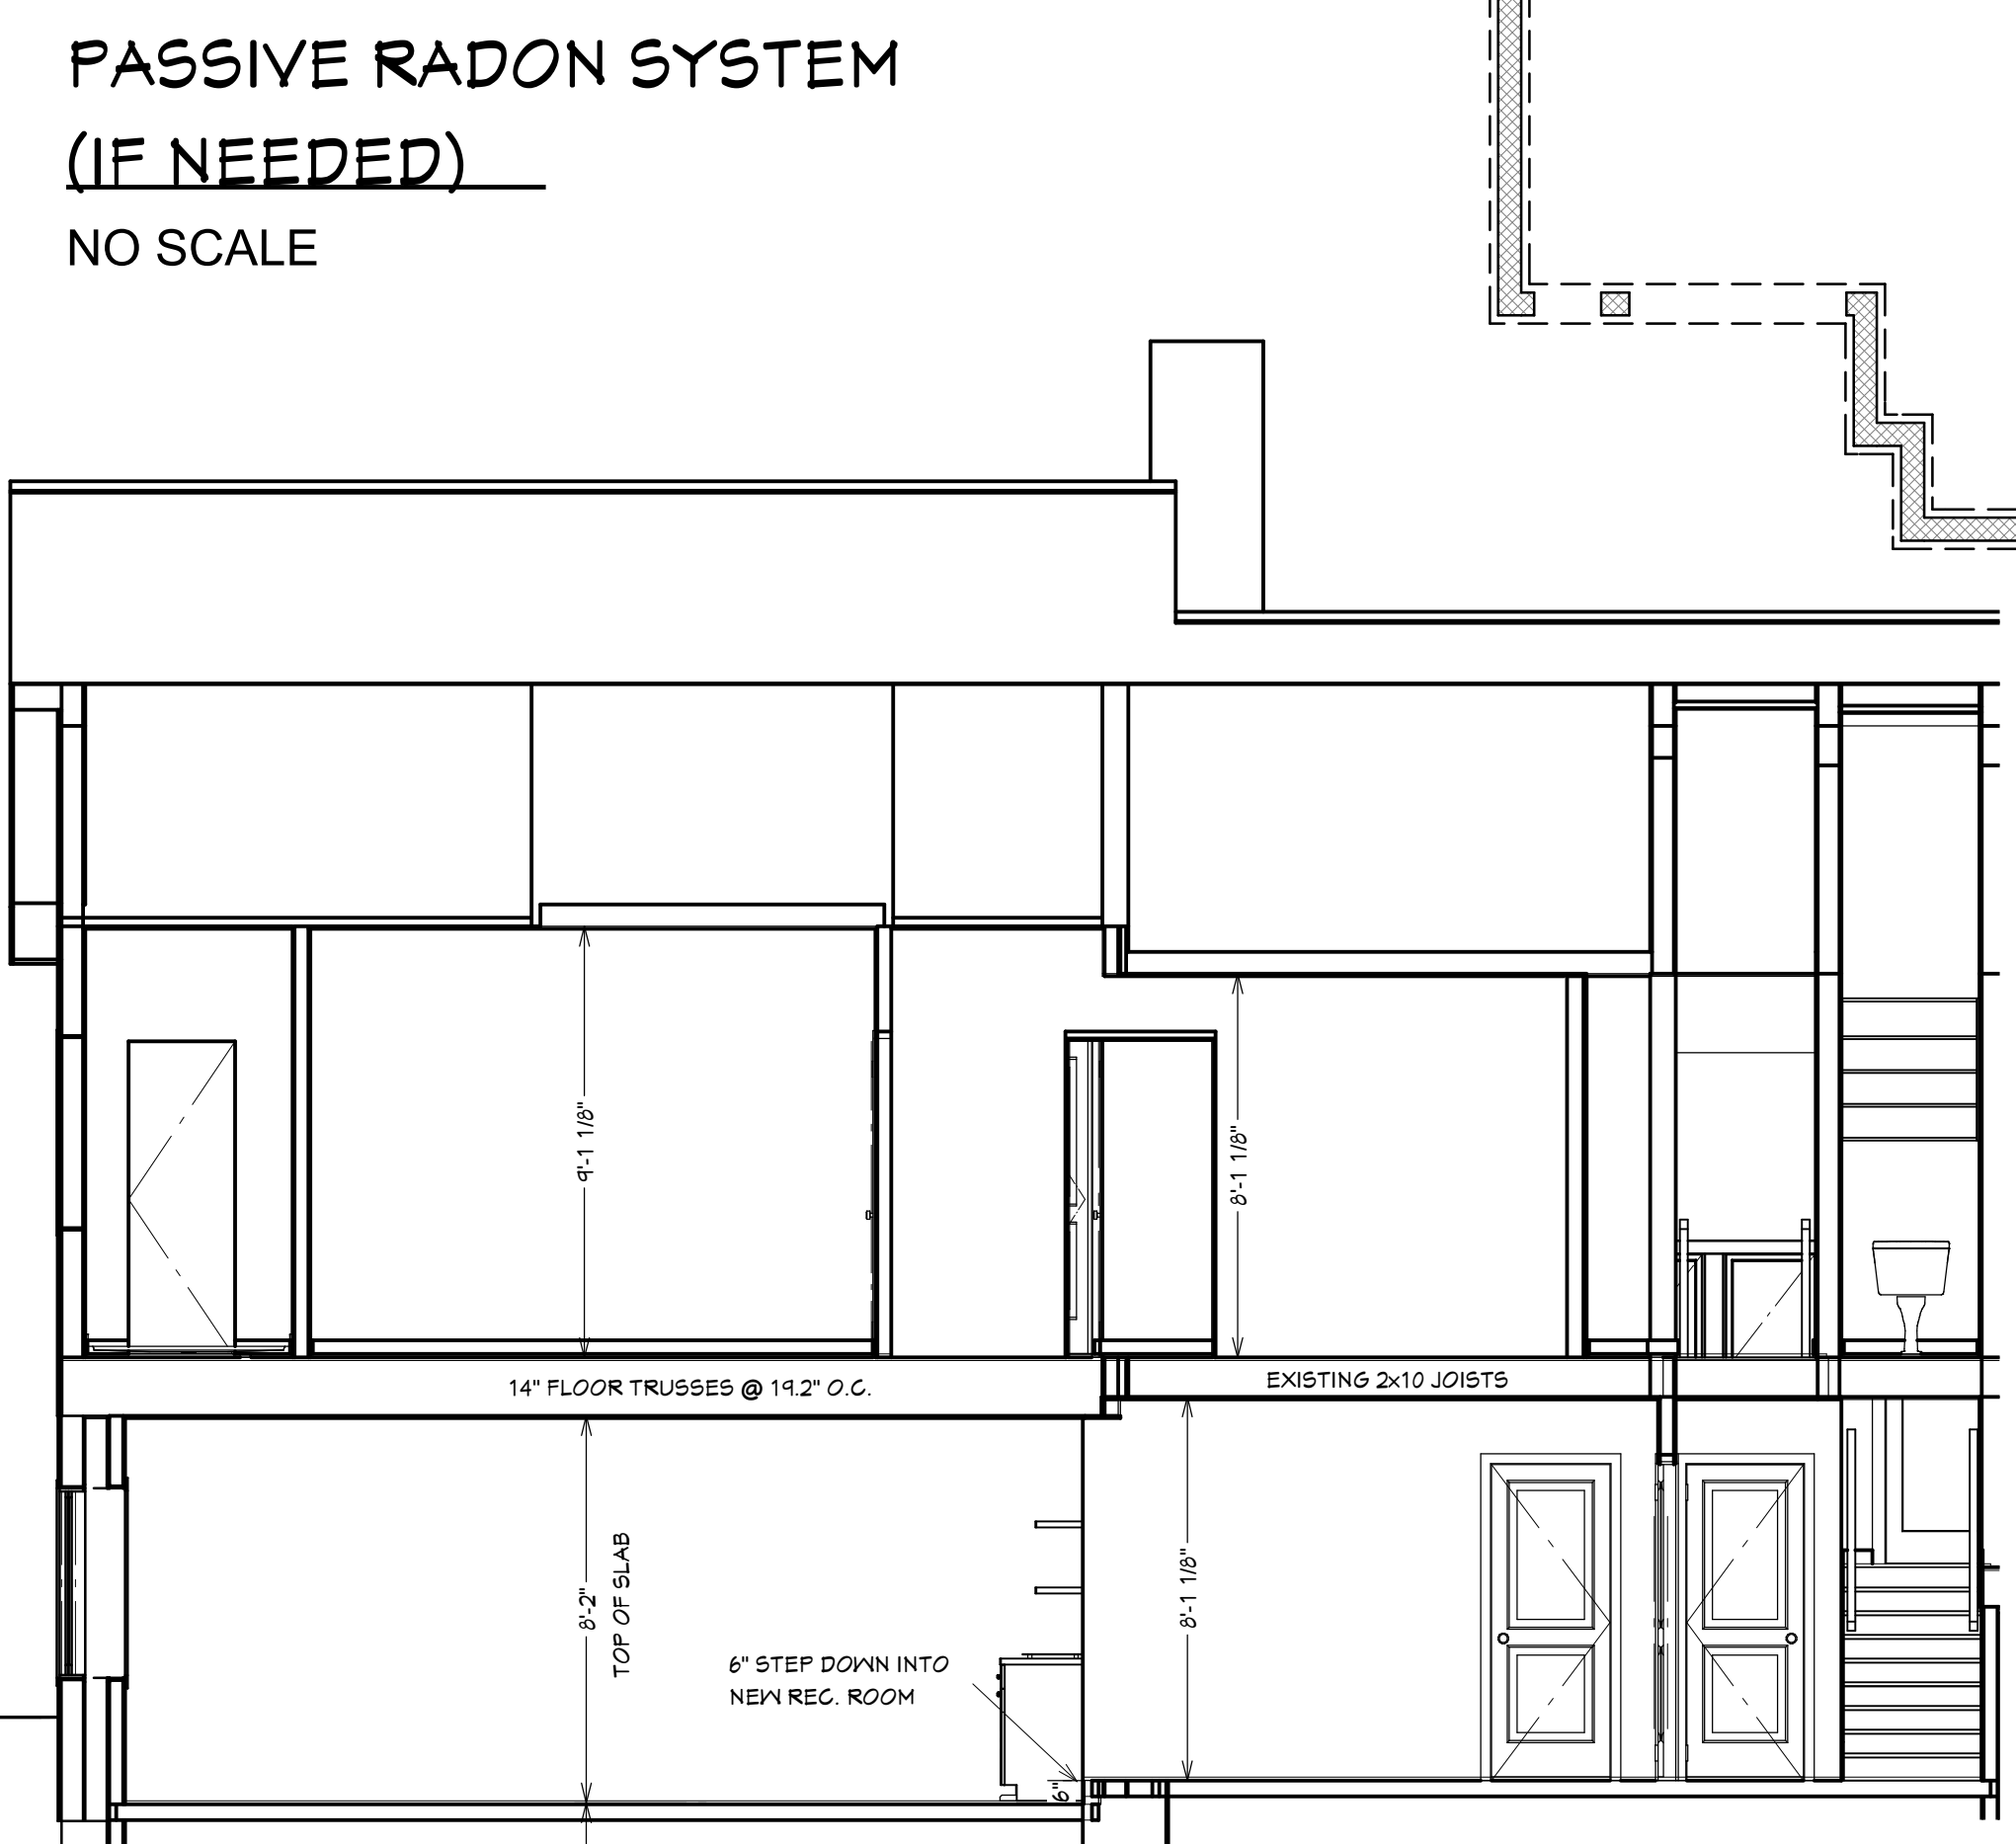 PASSIVE RADON SYSTEM
(IF NEEDED)
NO SCALE
9'-1 1/8"
8'-1 1/8"
14" FLOOR TRUSSES @ 19.2" O.C.
EXISTING 2x10 JOISTS
8'-2"
TOP OF SLAB
8'-1 1/8"
6" STEP DOWN INTO
NEW REC. ROOM
6"